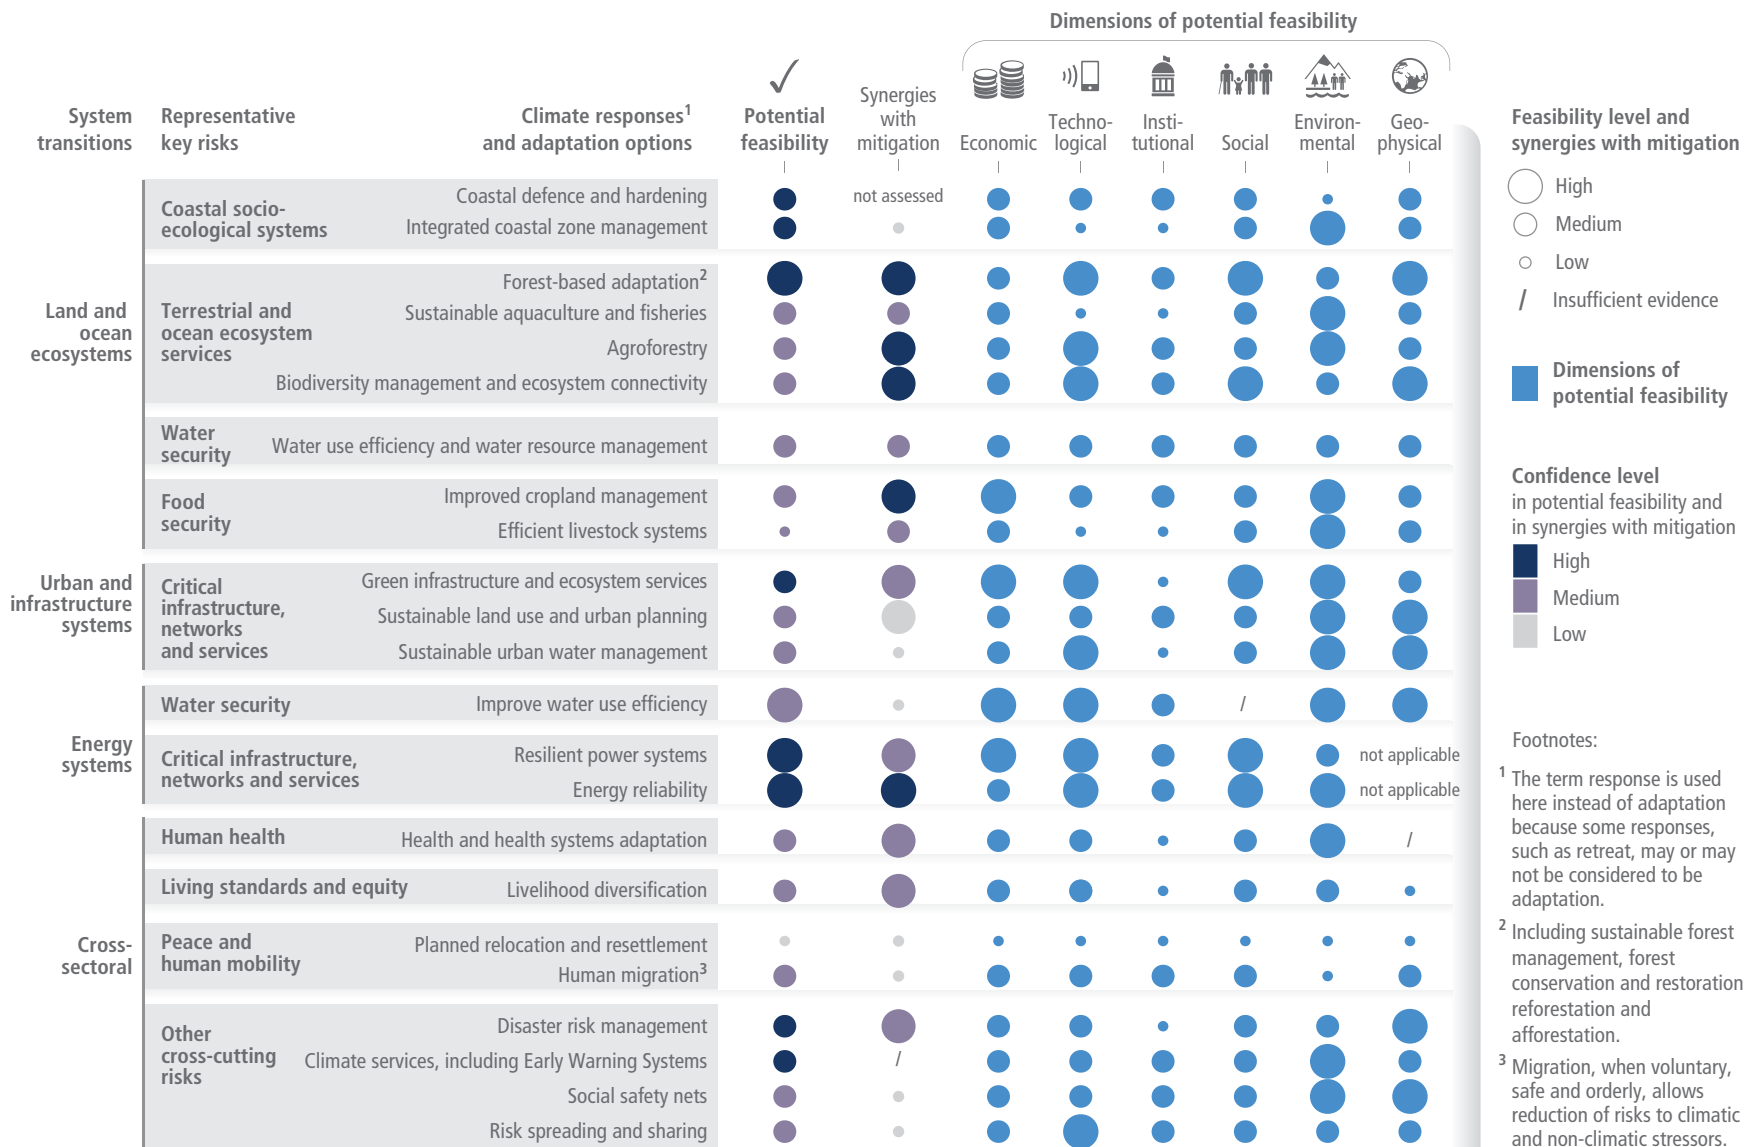 Dimensions of potential feasibility
System
transitions
Representative
key risks
Climate responses1
and adaptation options
Potential
feasibility
Synergies
with
mitigation
Economic
Techno-
logical
Insti-
tutional
Social
Environ-
mental
Geo-
physical
Land and
ocean
ecosystems
Coastal socio-
ecological systems
Coastal defence and hardening
not assessed
Integrated coastal zone management
Terrestrial and
ocean ecosystem
services
Forest-based adaptation2
Sustainable aquaculture and fisheries
Agroforestry
Biodiversity management and ecosystem connectivity
Water
security
Water use efficiency and water resource management
Food
security
Improved cropland management
Efficient livestock systems
Urban and
infrastructure
systems
Critical
infrastructure,
networks
and services
Green infrastructure and ecosystem services
Sustainable land use and urban planning
Sustainable urban water management
Energy
systems
Water security
Improve water use efficiency
/
Critical infrastructure,
networks and services
Resilient power systems
not applicable
Energy reliability
not applicable
Cross-
sectoral
Human health
Health and health systems adaptation
/
Living standards and equity
Livelihood diversification
Peace and
human mobility
Planned relocation and resettlement
Human migration3
Other
cross-cutting
risks
Disaster risk management
Climate services, including Early Warning Systems
/
Social safety nets
Risk spreading and sharing
Feasibility level and
synergies with mitigation
High
Medium
Low
/ Insufficient evidence
Dimensions of
potential feasibility
Confidence level
in potential feasibility and
in synergies with mitigation
High
Medium
Low
Footnotes:
1 The term response is used
here instead of adaptation
because some responses,
such as retreat, may or may
not be considered to be
adaptation.
2 Including sustainable forest
management, forest
conservation and restoration
reforestation and
afforestation.
3 Migration, when voluntary,
safe and orderly, allows
reduction of risks to climatic
and non-climatic stressors.